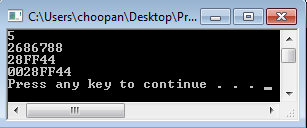 C:\Users\choopan\Desktop\Pr...
5
2686788
28FF44
0028FF44
Press any key to continue . . .